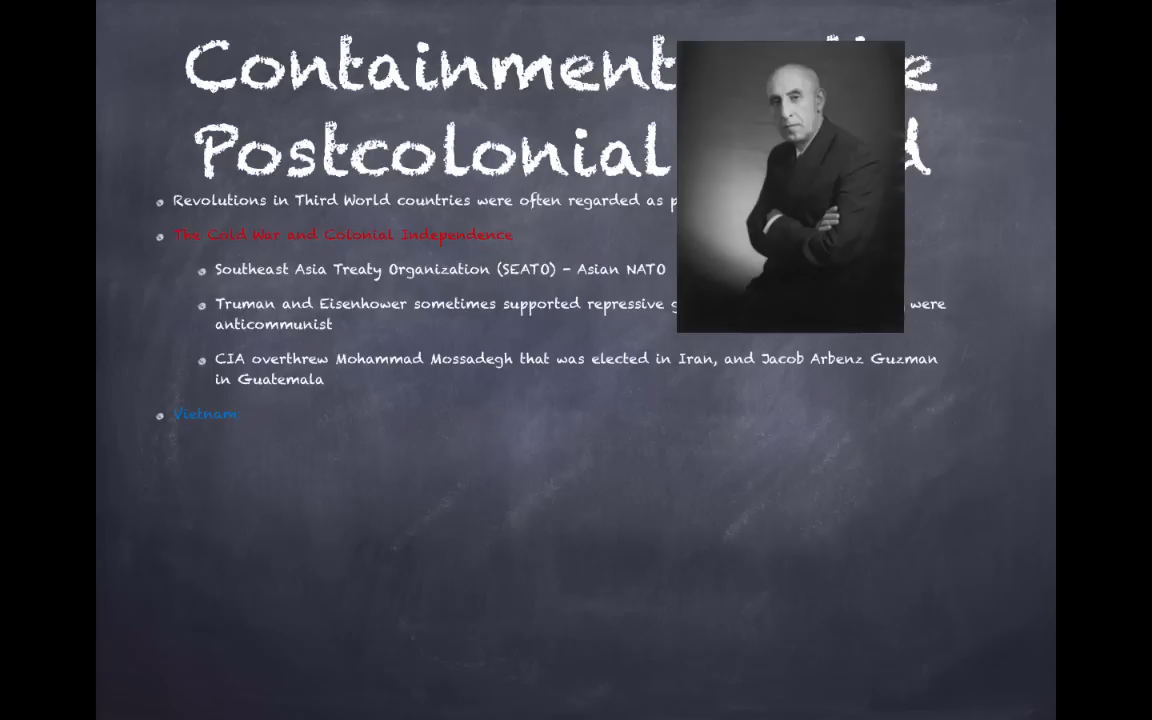 Containment
Postcolonial
Revolutions in Third World countries were often regarded as
The Cold War and Colonial Independence
Southeast Asia Treaty Organization (SEATO) - Asian NATO
Truman and Eisenhower sometimes supported repressive were
anticommunist
CIA overthrew Mohammad Mossadegh that was elected in Iran, and Jacob Arbenz Guzman
in Guatemala
Vietnam